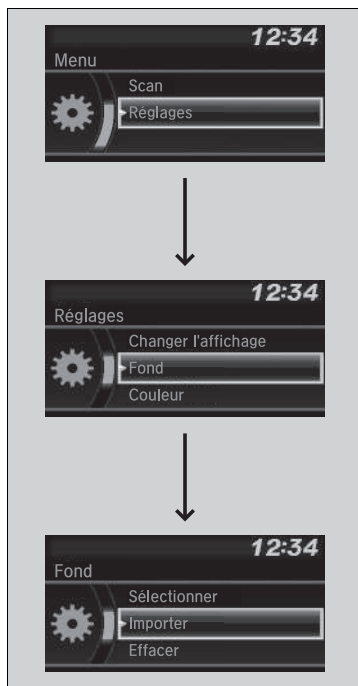 12:34
Menu
Scan
Réglages
12:34
Réglages
Changer l'affichage
Fond
Couleur
12:34
Fond
Sélectionner
Importer
Effacer